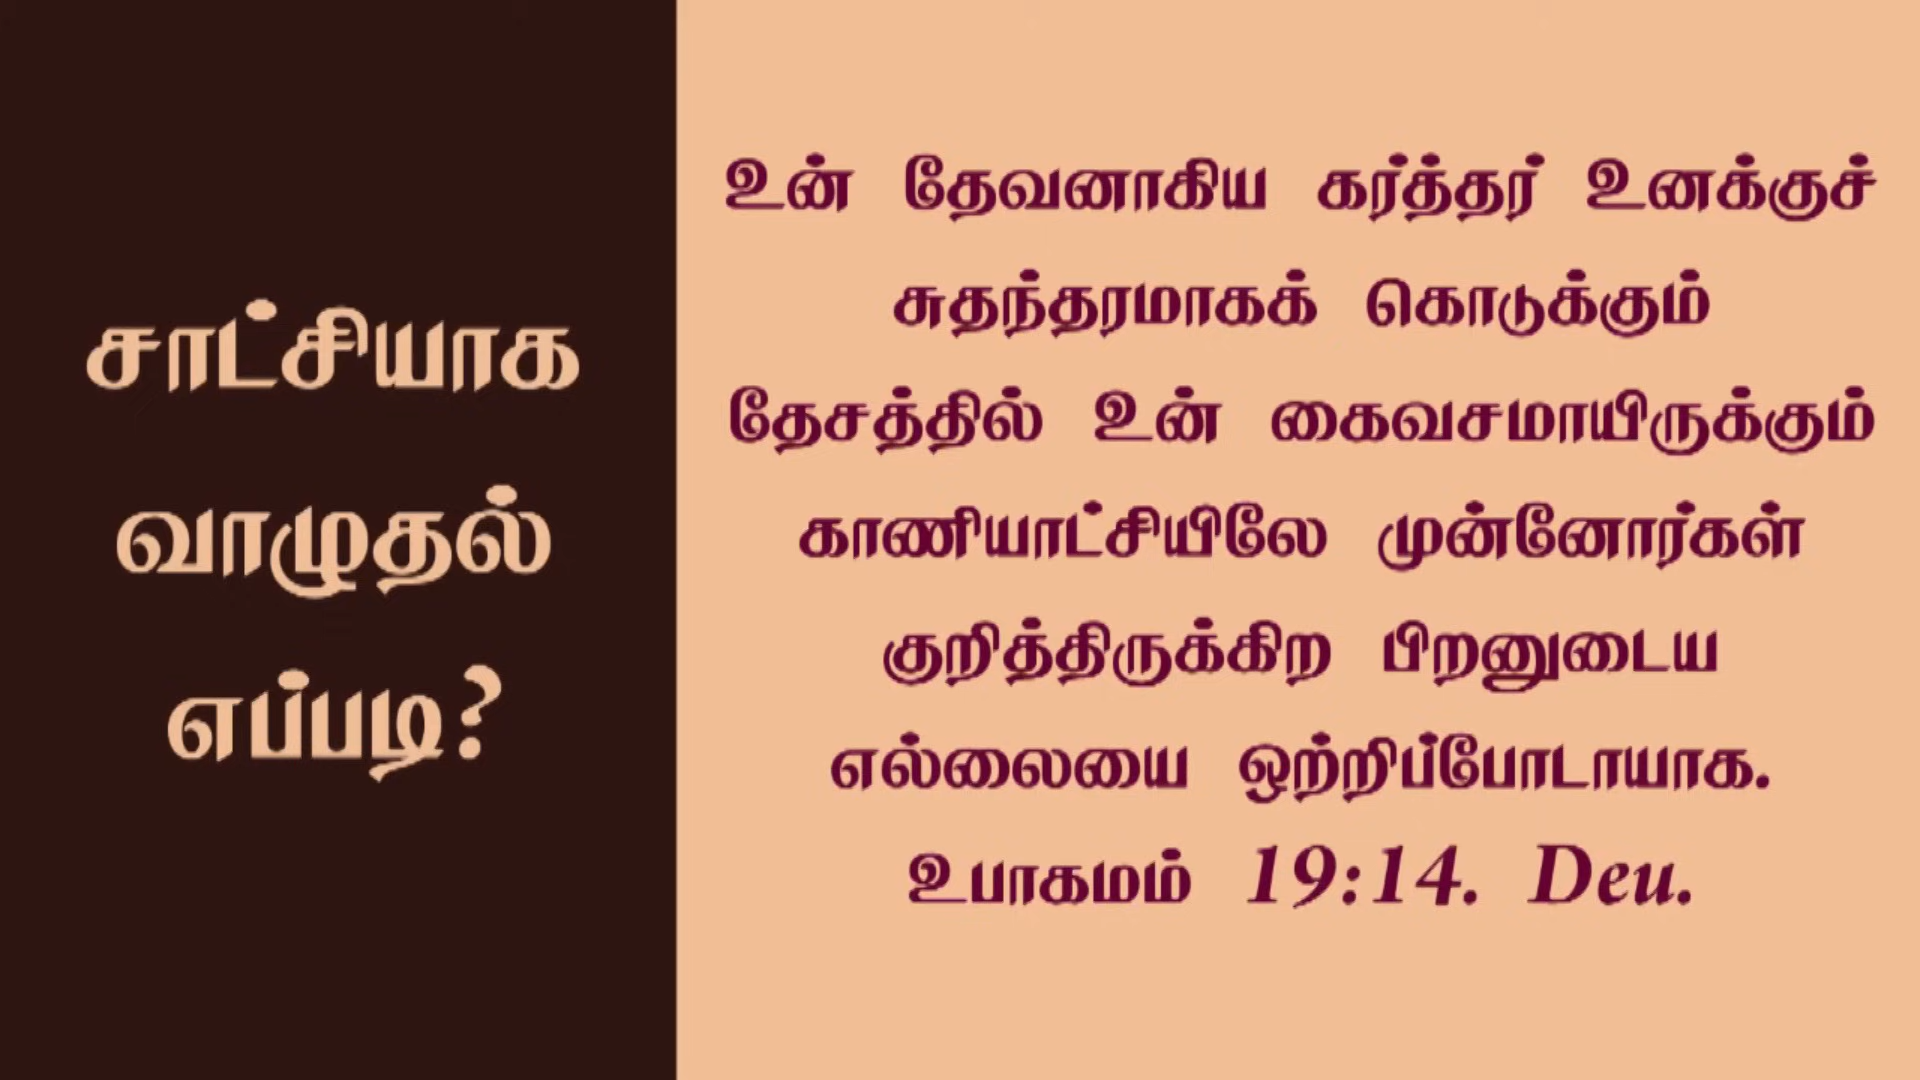 சாட்சியாக
வாழுதல்
எப்படி?
உன் தேவனாகிய கர்த்தர் உனக்குச்
சுதந்தரமாகக் கொடுக்கும்
தேசத்தில் உன் கைவசமாயிருக்கும்
காணியாட்சியிலே முன்னோர்கள்
குறித்திருக்கிற பிறனுடைய
எல்லையை ஒற்றிப்போடாயாக.
உபாகமம் 19:14. Deu.